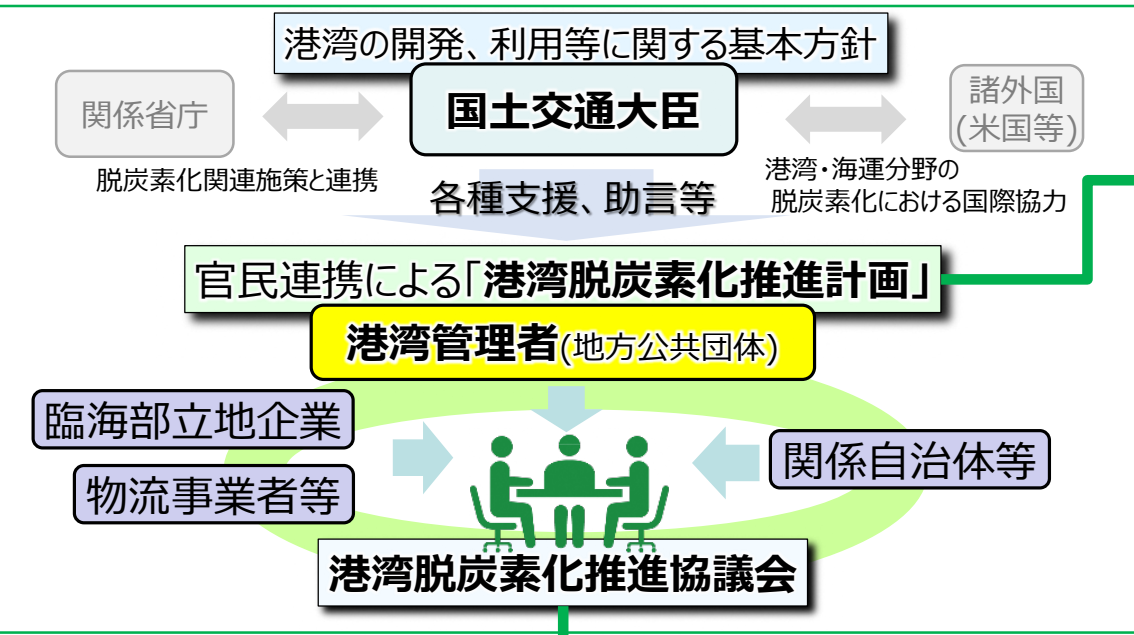 港湾の開発、利用等に関する基本方針
関係省庁
国土交通大臣
諸外国
(米国等)
脱炭素化関連施策と連携
港湾・海運分野の
脱炭素化における国際協力
各種支援、助言等
官民連携による「港湾脱炭素化推進計画」
港湾管理者(地方公共団体)
臨海部立地企業
物流事業者等
関係自治体等
港湾脱炭素化推進協議会